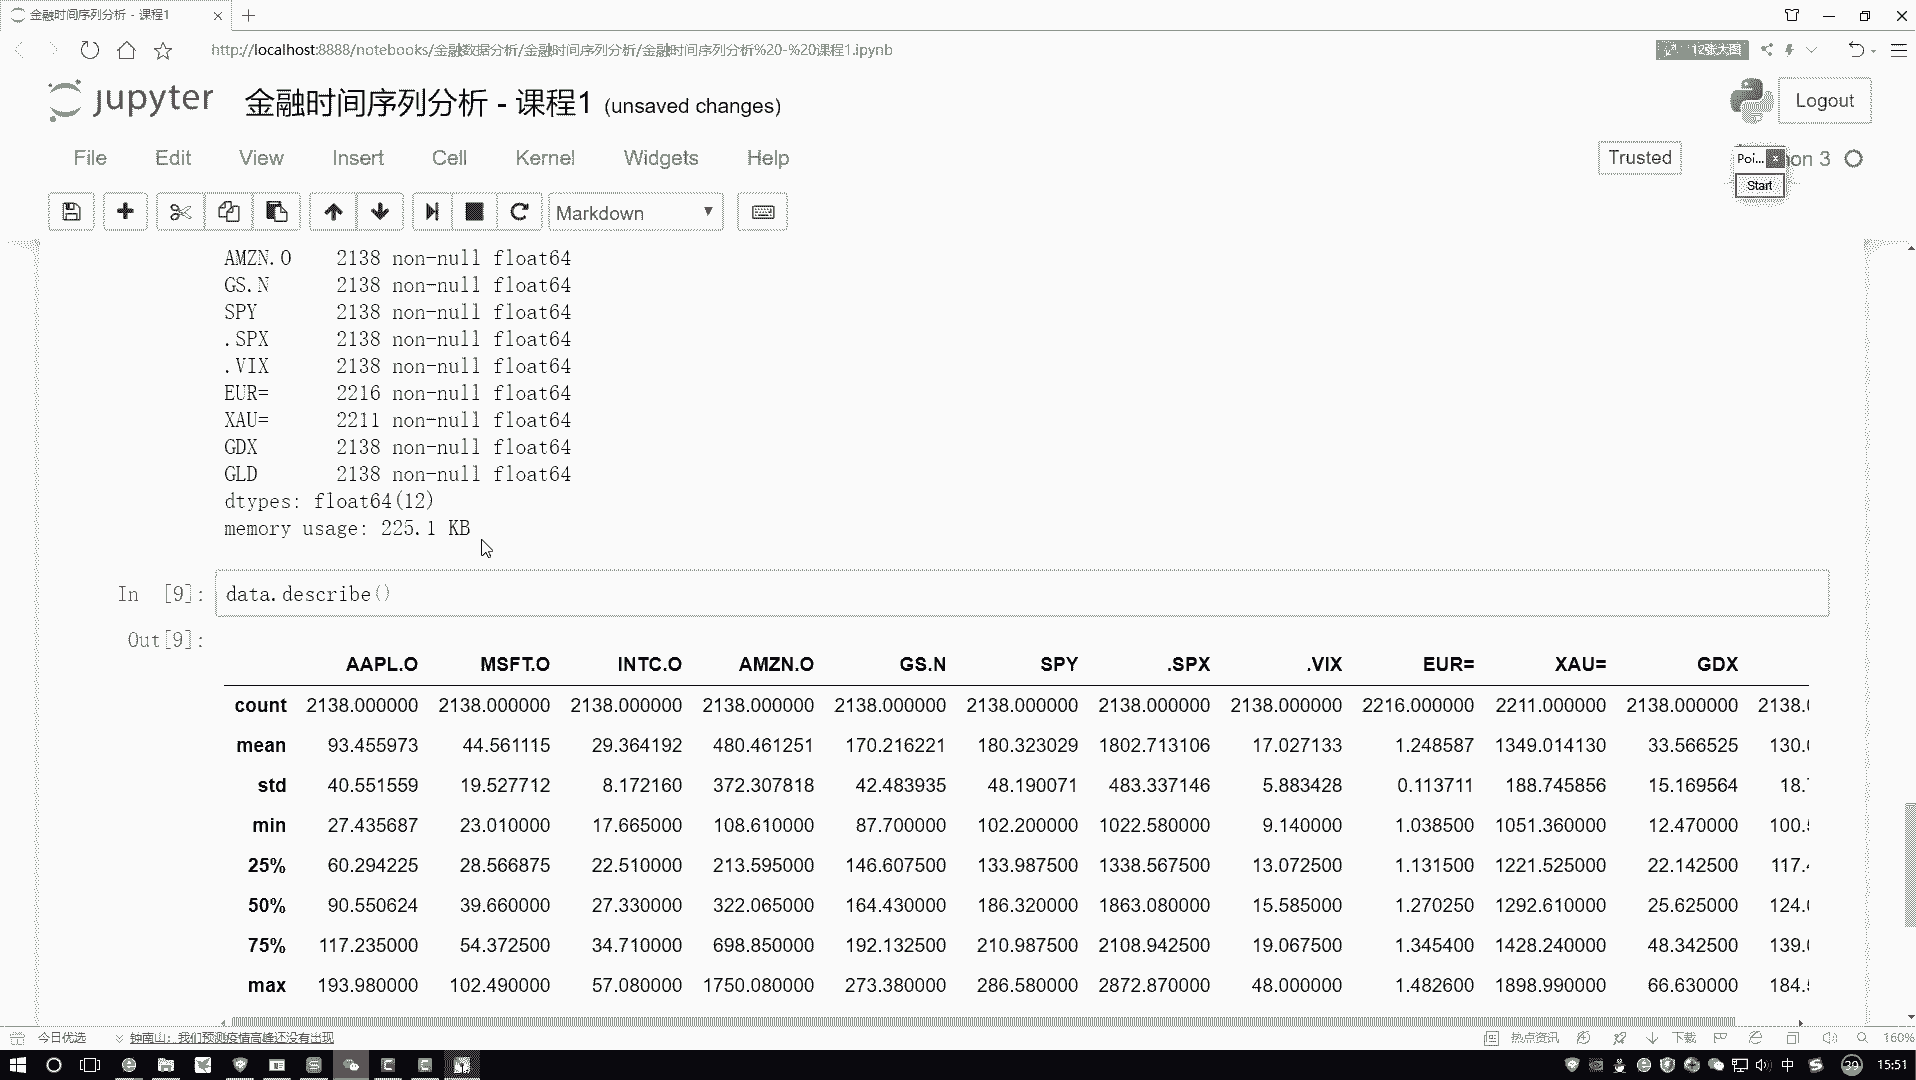 金融时间序列分析 - 课程1
http://localhost:8888/notebooks/金融数据分析/金融时间序列分析/金融时间序列分析%20-%20课程1.ipynb
12张大图
jupyter 金融时间序列分析 - 课程1 (unsaved changes)
Logout
File Edit View Insert Cell Kernel Widgets Help
Trusted
Poi... on 3
Start
Markdown
AMZN.O 2138 non-null float64
GS.N 2138 non-null float64
SPY 2138 non-null float64
.SPX 2138 non-null float64
.VIX 2138 non-null float64
EUR= 2216 non-null float64
XAU= 2211 non-null float64
GDX 2138 non-null float64
GLD 2138 non-null float64
dtypes: float64(12)
memory usage: 225.1 KB
In [9]: data.describe()
Out[9]:
AAPL.O MSFT.O INTC.O AMZN.O GS.N SPY .SPX .VIX EUR= XAU= GDX
count 2138.000000 2138.000000 2138.000000 2138.000000 2138.000000 2138.000000 2138.000000 2138.000000 2216.000000 2211.000000 2138.000000 2138.0
mean 93.455973 44.561115 29.364192 480.461251 170.216221 180.323029 1802.713106 17.027133 1.248587 1349.014130 33.566525 130.0
std 40.551559 19.527712 8.172160 372.307818 42.483935 48.190071 483.337146 5.883428 0.113711 188.745856 15.169564 18.7
min 27.435687 23.010000 17.665000 108.610000 87.700000 102.200000 1022.580000 9.140000 1.038500 1051.360000 12.470000 100.5
25% 60.294225 28.566875 22.510000 213.595000 146.607500 133.987500 1338.567500 13.072500 1.131500 1221.525000 22.142500 117.4
50% 90.550624 39.660000 27.330000 322.065000 164.430000 186.320000 1863.080000 15.585000 1.270250 1292.610000 25.625000 124.0
75% 117.235000 54.372500 34.710000 698.850000 192.132500 210.987500 2108.942500 19.067500 1.345400 1428.240000 48.342500 139.0
max 193.980000 102.490000 57.080000 1750.080000 273.380000 286.580000 2872.870000 48.000000 1.482600 1898.990000 66.630000 184.5
今日优选 钟南山：我们预测疫情高峰还没有出现 热点资讯 下载 160%
中 39 15:51